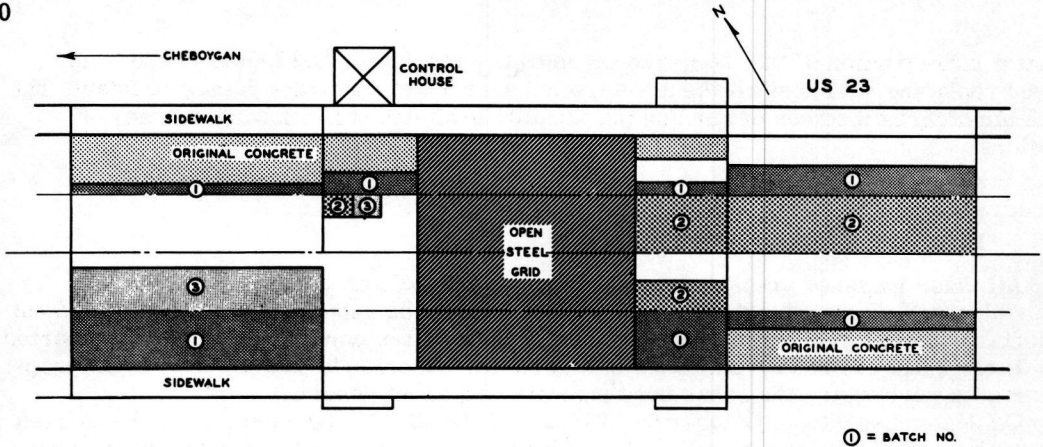 0
N
CHEBOYGAN
CONTROL
HOUSE
US 23
SIDEWALK
ORIGINAL CONCRETE
①
①
①
①
② ③
②
②
OPEN
STEEL
GRID
③
②
①
①
①
ORIGINAL CONCRETE
SIDEWALK
① = BATCH NO.